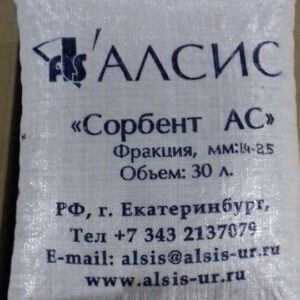 АЛСИС
«Сорбент АС»
Фракция, мм:1.4-2.5
Объем: 30 л.
РФ, г. Екатеринбург,
Тел +7 343 2137079
E-mail: alsis@alsis-ur.ru
www.alsis-ur.ru